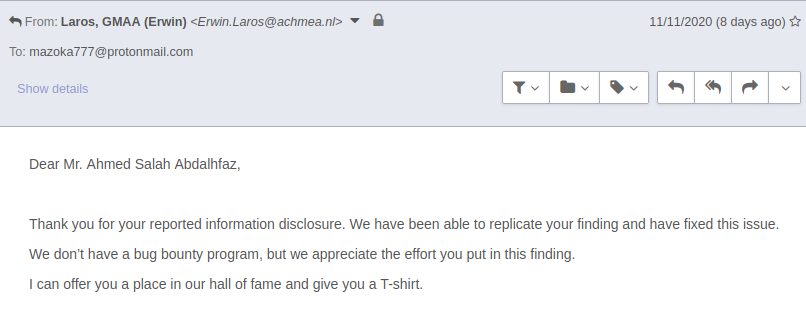 From: Laros, GMAA (Erwin) <Erwin.Laros@achmea.nl> 11/11/2020 (8 days ago)
To: mazoka777@protonmail.com
Show details
Dear Mr. Ahmed Salah Abdalhfaz,
Thank you for your reported information disclosure. We have been able to replicate your finding and have fixed this issue.
We don’t have a bug bounty program, but we appreciate the effort you put in this finding.
I can offer you a place in our hall of fame and give you a T-shirt.